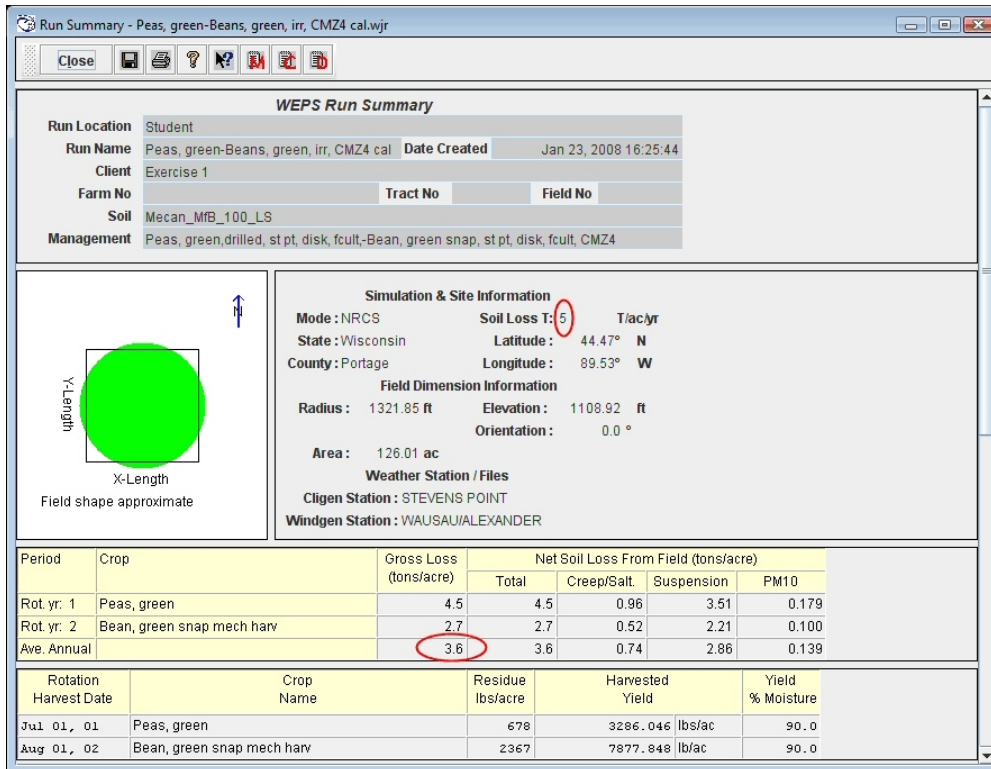 Run Summary - Peas, green-Beans, green, irr, CMZ4 cal.wjr
Close
WEPS Run Summary
Run Location Student
Run Name Peas, green-Beans, green, irr, CMZ4 cal Date Created Jan 23, 2008 16:25:44
Client Exercise 1
Farm No Tract No Field No
Soil Mecan_MfB_100_LS
Management Peas, green,drilled, st pt, disk, fcult,-Bean, green snap, st pt, disk, fcult, CMZ4
N
Y-Length
X-Length
Field shape approximate
Simulation & Site Information
Mode : NRCS Soil Loss T: 5 T/ac/yr
State : Wisconsin Latitude : 44.47° N
County : Portage Longitude : 89.53° W
Field Dimension Information
Radius : 1321.85 ft Elevation : 1108.92 ft
Orientation : 0.0 °
Area : 126.01 ac
Weather Station / Files
Cligen Station : STEVENS POINT
Windgen Station : WAUSAU/ALEXANDER
Period Crop Gross Loss Net Soil Loss From Field (tons/acre)
(tons/acre) Total Creep/Salt. Suspension PM10
Rot. yr: 1 Peas, green 4.5 4.5 0.96 3.51 0.179
Rot. yr: 2 Bean, green snap mech harv 2.7 2.7 0.52 2.21 0.100
Ave. Annual 3.6 3.6 0.74 2.86 0.139
Rotation Crop Residue Harvested Yield
Harvest Date Name lbs/acre Yield % Moisture
Jul 01, 01 Peas, green 678 3286.046 lbs/ac 90.0
Aug 01, 02 Bean, green snap mech harv 2367 7877.848 lb/ac 90.0